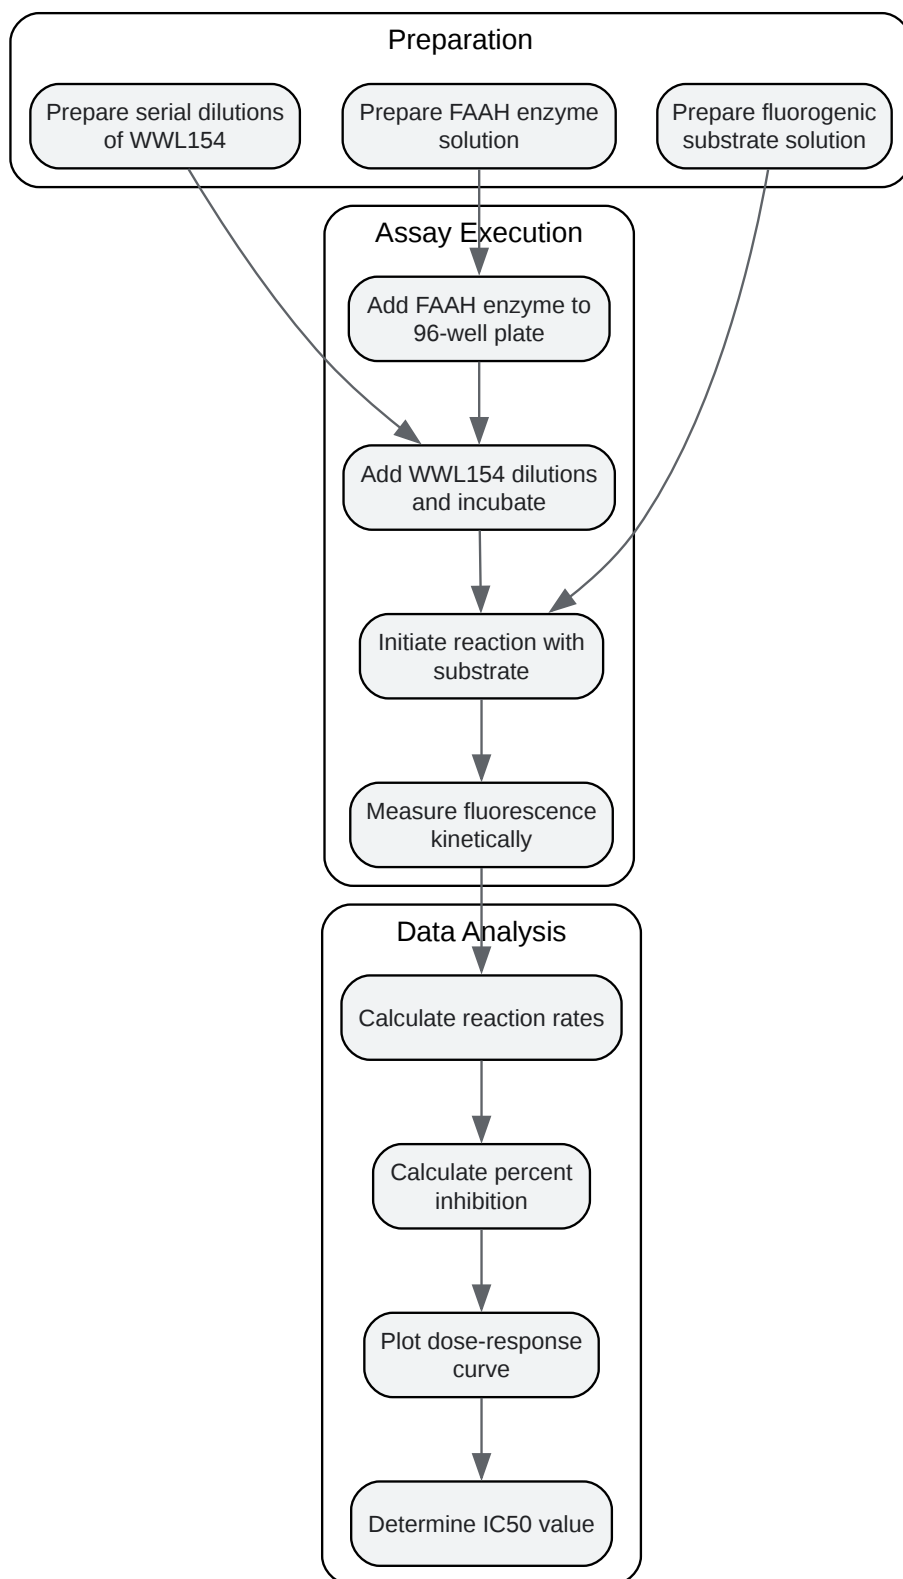 Preparation
Prepare serial dilutions
of WWL154
Prepare FAAH enzyme
solution
Prepare fluorogenic
substrate solution
Assay Execution
Add FAAH enzyme to
96-well plate
Add WWL154 dilutions
and incubate
Initiate reaction with
substrate
Measure fluorescence
kinetically
Data Analysis
Calculate reaction rates
Calculate percent
inhibition
Plot dose-response
curve
Determine IC50 value